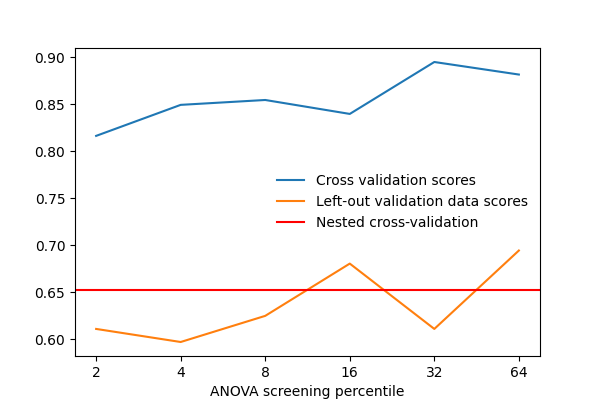 0.90
0.85
0.80
0.75
0.70
0.65
0.60
Cross validation scores
Left-out validation data scores
Nested cross-validation
2 4 8 16 32 64
ANOVA screening percentile